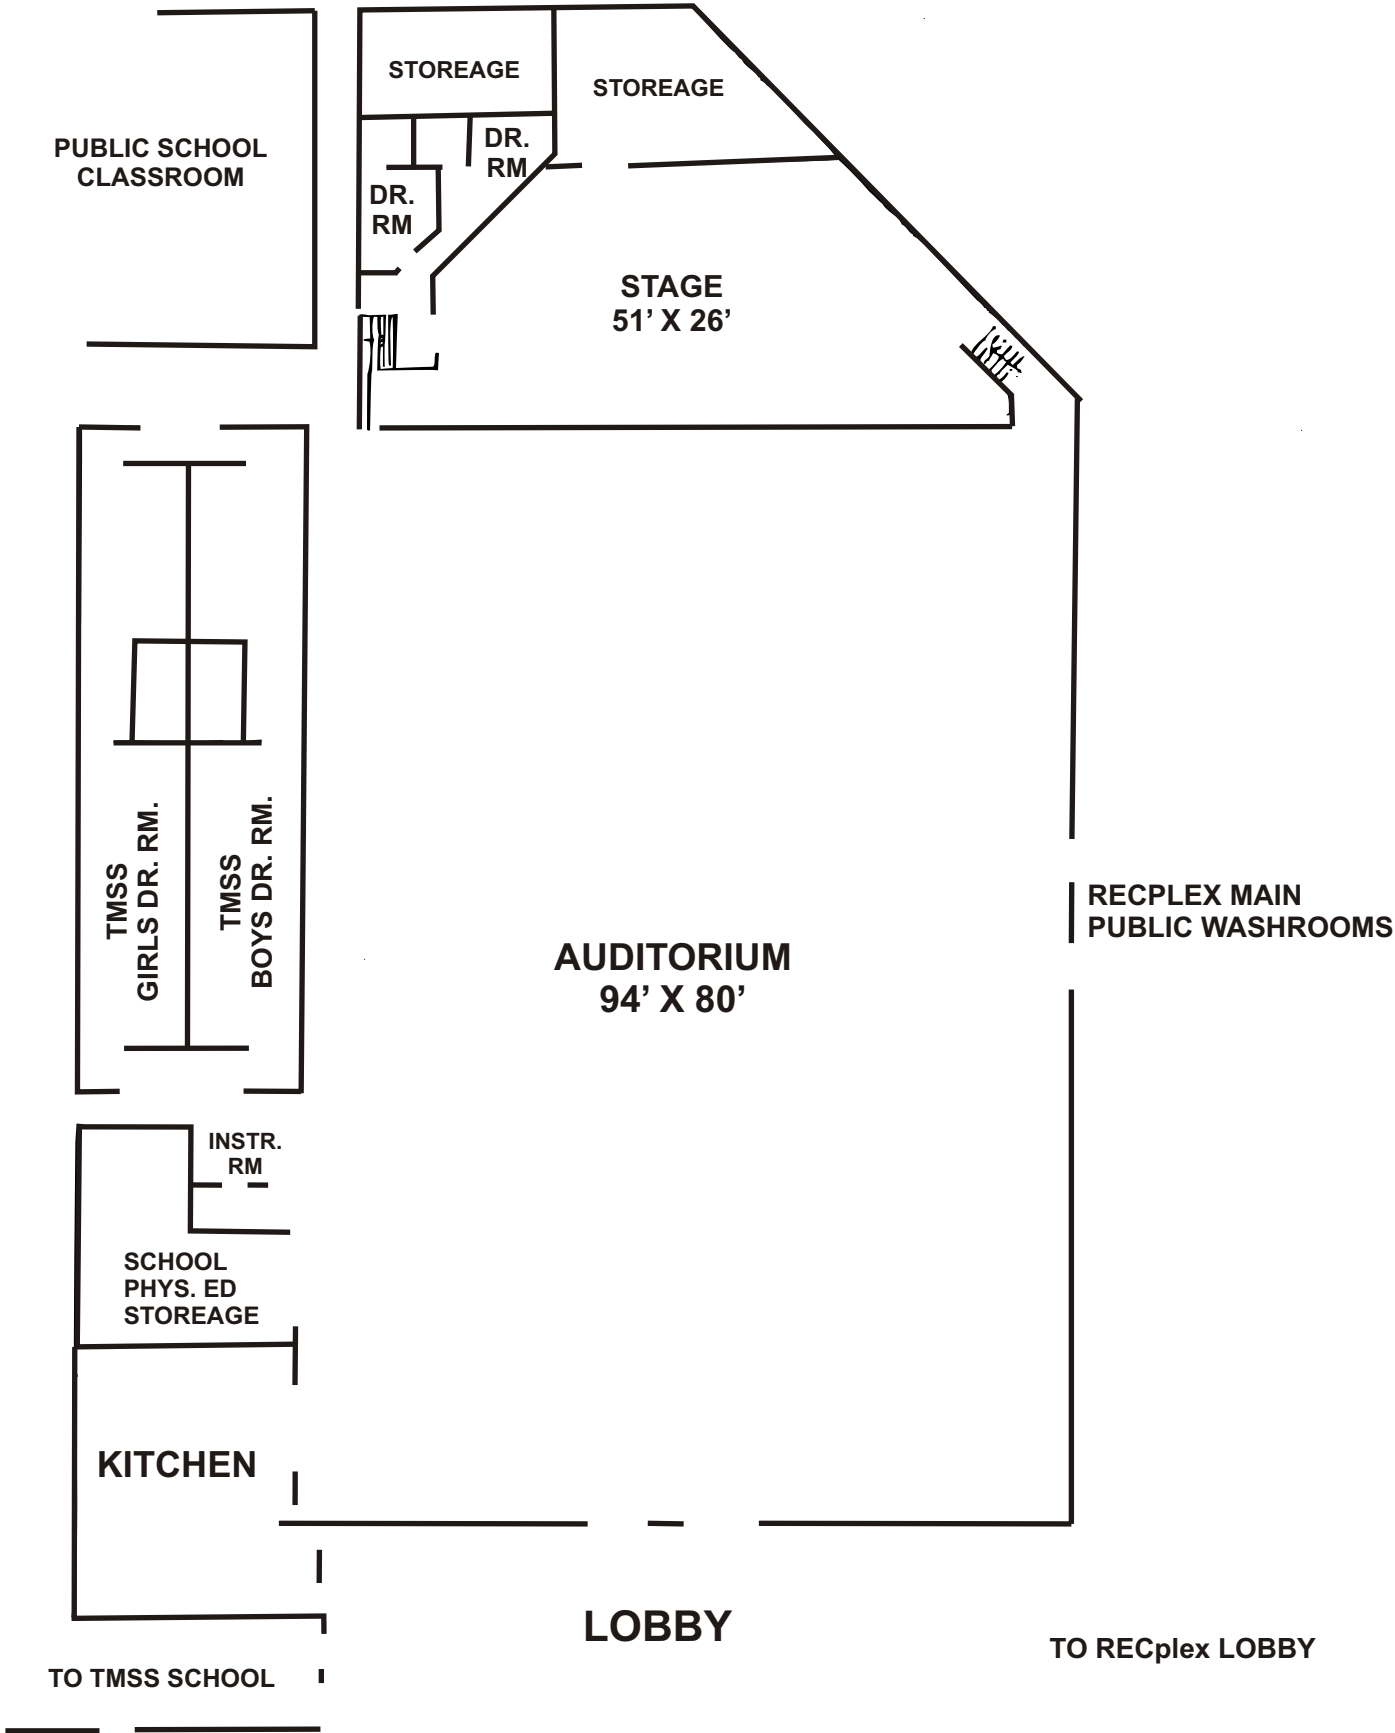 STOREAGE
STOREAGE
PUBLIC SCHOOL
CLASSROOM
DR.
RM
DR.
RM
STAGE
51’ X 26’
TMSS
GIRLS DR. RM.
TMSS
BOYS DR. RM.
RECPLEX MAIN
PUBLIC WASHROOMS
AUDITORIUM
94’ X 80’
INSTR.
RM
SCHOOL
PHYS. ED
STOREAGE
KITCHEN
LOBBY
TO RECplex LOBBY
TO TMSS SCHOOL